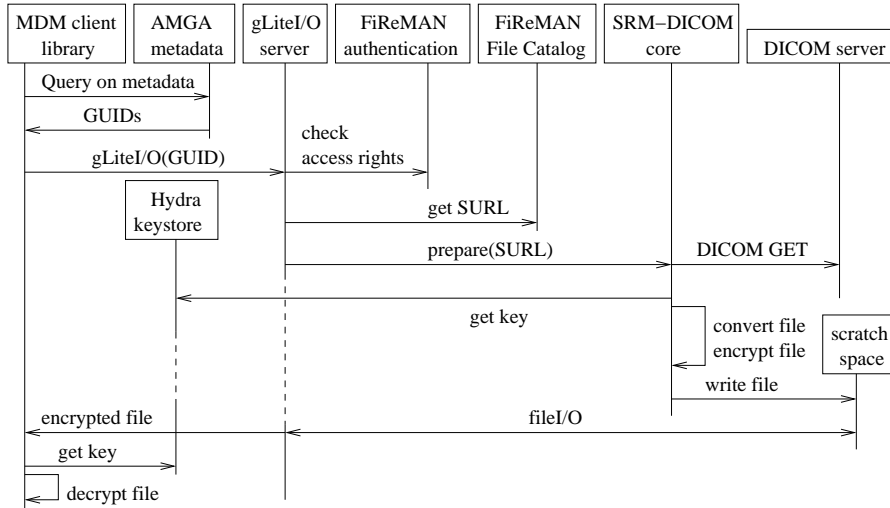 MDM client
library
AMGA
metadata
gLiteI/O
server
FiReMAN
authentication
FiReMAN
File Catalog
SRM−DICOM
core
DICOM server
Query on metadata
GUIDs
check
access rights
gLiteI/O(GUID)
Hydra
keystore
get SURL
prepare(SURL)
DICOM GET
get key
convert file
encrypt file
scratch
space
write file
encrypted file
fileI/O
get key
decrypt file